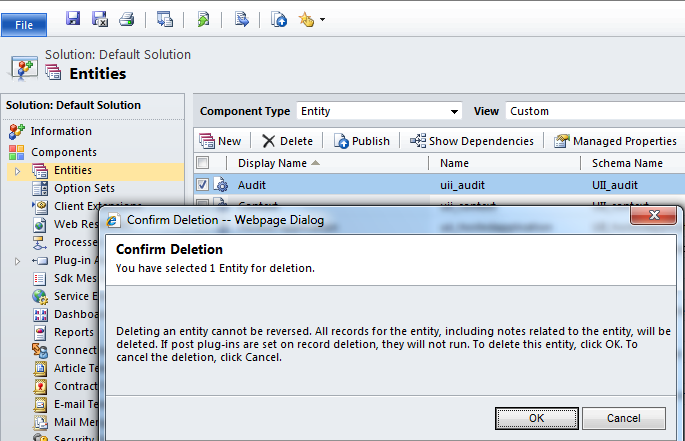 File
Solution: Default Solution
Entities
Solution: Default Solution
Information
Components
Entities
Option Sets
Client Extensions
Web Res
Processe
Plug-in A
Sdk Mes
Service E
Dashboa
Reports
Connect
Article Te
Contract
E-mail Te
Mail Mer
Security
Component Type Entity View Custom
New Delete Publish Show Dependencies Managed Properties
Display Name Name Schema Name
Audit uii_audit UII_audit
Context uii_context UII_context
Confirm Deletion -- Webpage Dialog
Confirm Deletion
You have selected 1 Entity for deletion.
Deleting an entity cannot be reversed. All records for the entity, including notes related to the entity, will be
deleted. If post plug-ins are set on record deletion, they will not run. To delete this entity, click OK. To
cancel the deletion, click Cancel.
OK Cancel